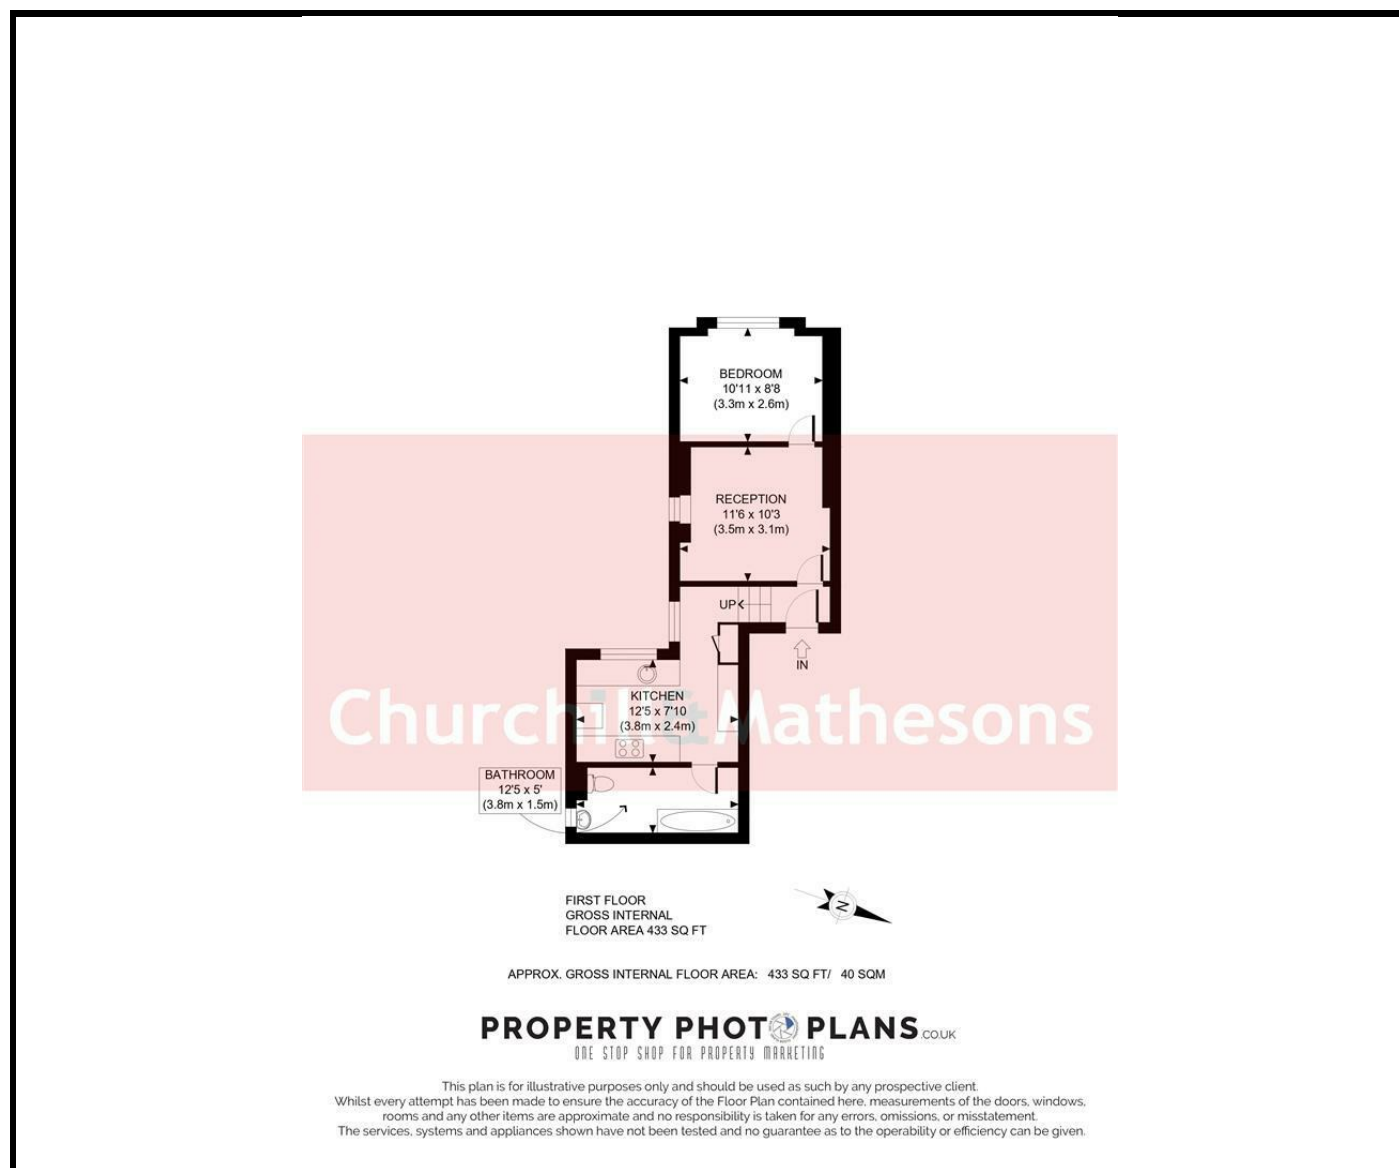 BEDROOM
10'11 x 8'8
(3.3m x 2.6m)
RECEPTION
11'6 x 10'3
(3.5m x 3.1m)
UP
IN
KITCHEN
12'5 x 7'10
(3.8m x 2.4m)
Churchill&Mathesons
BATHROOM
12'5 x 5'
(3.8m x 1.5m)
FIRST FLOOR
GROSS INTERNAL
FLOOR AREA 433 SQ FT
N
APPROX. GROSS INTERNAL FLOOR AREA: 433 SQ FT/ 40 SQM
PROPERTY PHOTO PLANS.CO.UK
ONE STOP SHOP FOR PROPERTY MARKETING
This plan is for illustrative purposes only and should be used as such by any prospective client.
Whilst every attempt has been made to ensure the accuracy of the Floor Plan contained here, measurements of the doors, windows,
rooms and any other items are approximate and no responsibility is taken for any errors, omissions, or misstatement.
The services, systems and appliances shown have not been tested and no guarantee as to the operability or efficiency can be given.